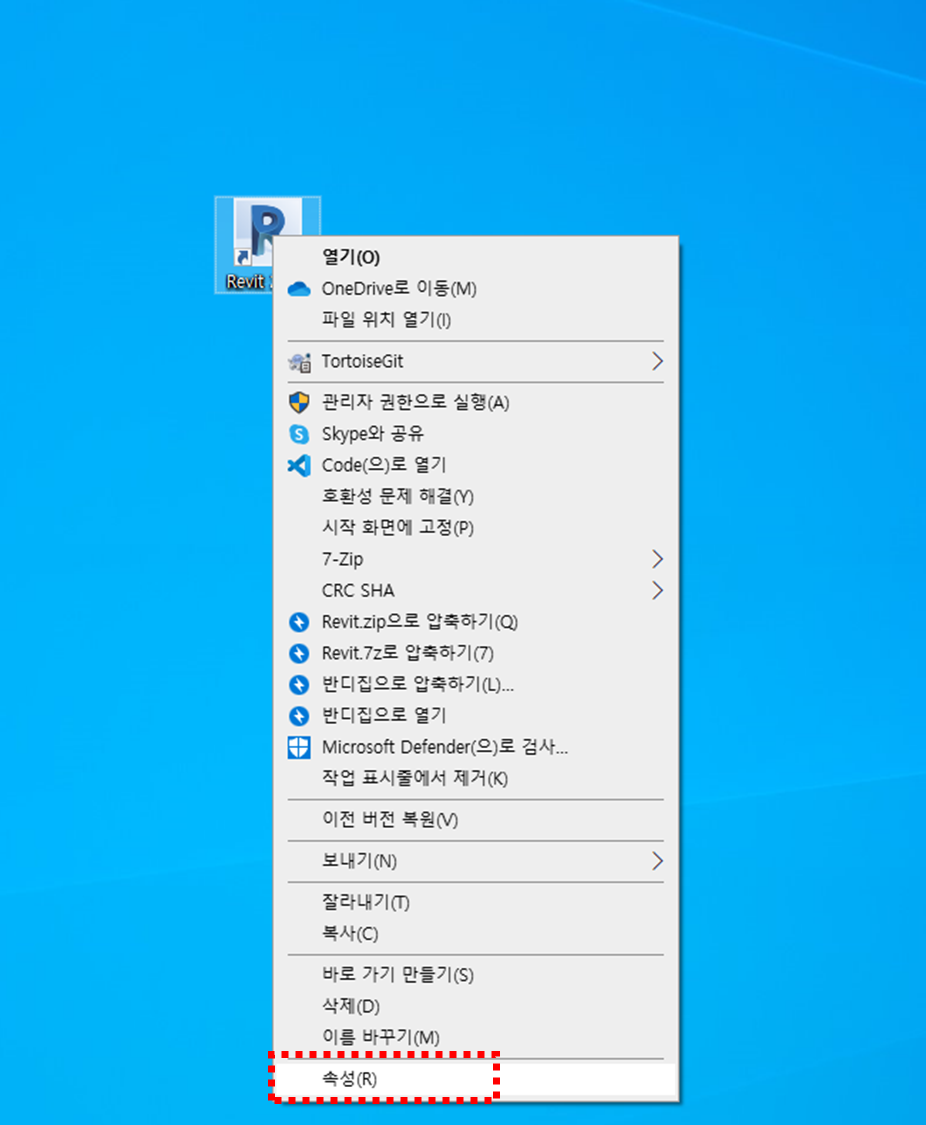 Revit
열기(O)
OneDrive로 이동(M)
파일 위치 열기(I)
TortoiseGit
관리자 권한으로 실행(A)
Skype와 공유
Code(으)로 열기
호환성 문제 해결(Y)
시작 화면에 고정(P)
7-Zip
CRC SHA
Revit.zip으로 압축하기(Q)
Revit.7z로 압축하기(7)
반디집으로 압축하기(L)...
반디집으로 열기
Microsoft Defender(으)로 검사...
작업 표시줄에서 제거(K)
이전 버전 복원(V)
보내기(N)
잘라내기(T)
복사(C)
바로 가기 만들기(S)
삭제(D)
이름 바꾸기(M)
속성(R)